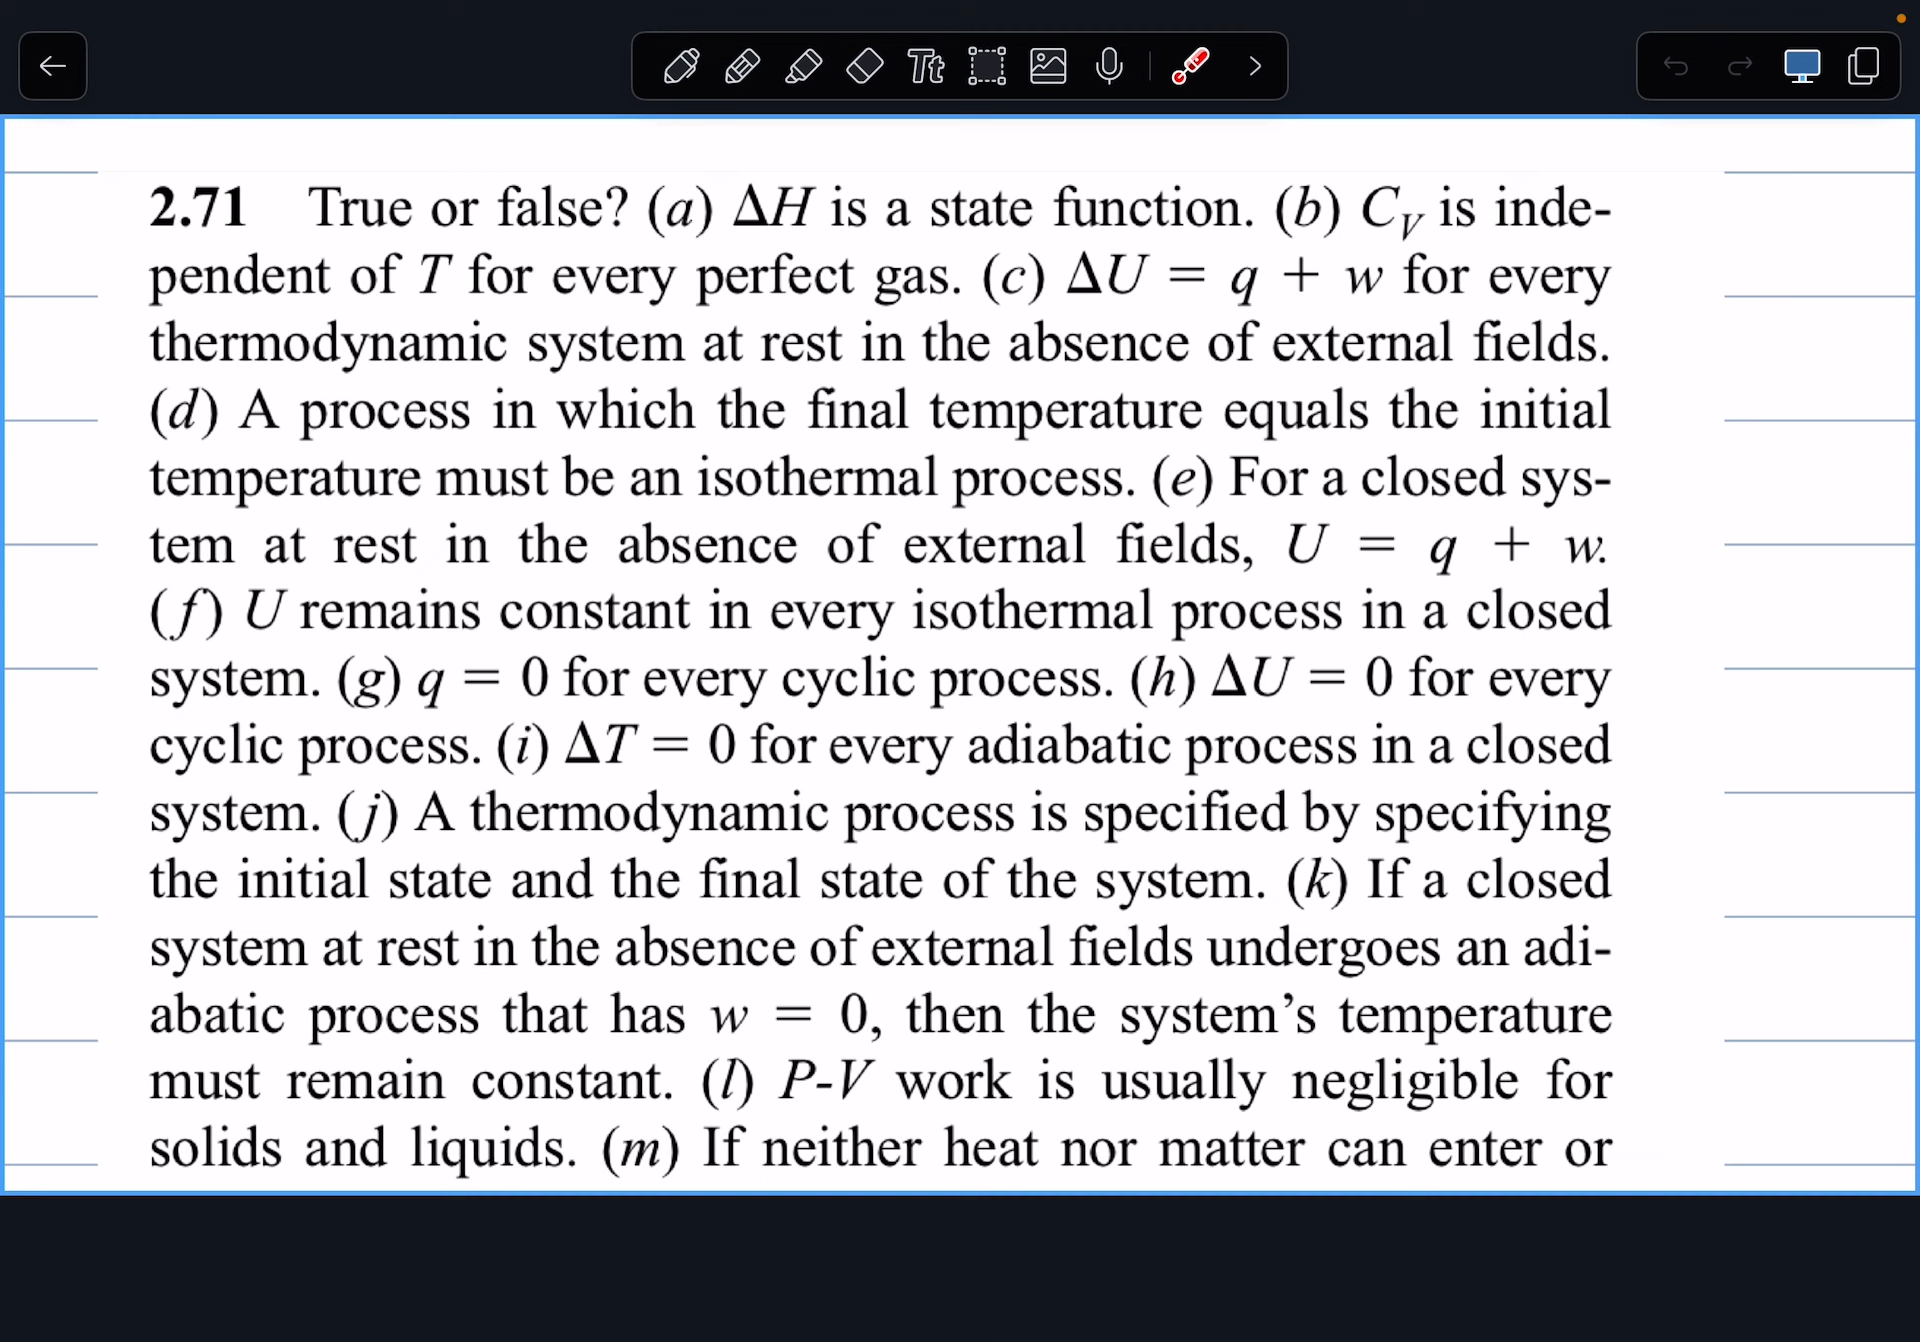 Tt
2.71 True or false? (a) ΔH is a state function. (b) C_V is inde-
pendent of T for every perfect gas. (c) ΔU = q + w for every
thermodynamic system at rest in the absence of external fields.
(d) A process in which the final temperature equals the initial
temperature must be an isothermal process. (e) For a closed sys-
tem at rest in the absence of external fields, U = q + w.
(f) U remains constant in every isothermal process in a closed
system. (g) q = 0 for every cyclic process. (h) ΔU = 0 for every
cyclic process. (i) ΔT = 0 for every adiabatic process in a closed
system. (j) A thermodynamic process is specified by specifying
the initial state and the final state of the system. (k) If a closed
system at rest in the absence of external fields undergoes an adi-
abatic process that has w = 0, then the system’s temperature
must remain constant. (l) P-V work is usually negligible for
solids and liquids. (m) If neither heat nor matter can enter or